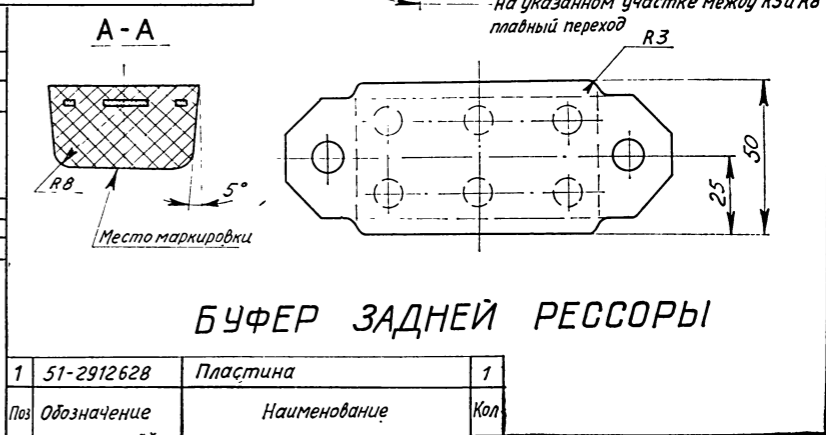 на указанном участке между R3 и R8
плавный переход
А - А
R3
R8
5°
Место маркировки
50
25
БУФЕР ЗАДНЕЙ РЕССОРЫ
1 51-2912628 Пластина 1
Поз Обозначение Наименование Кол